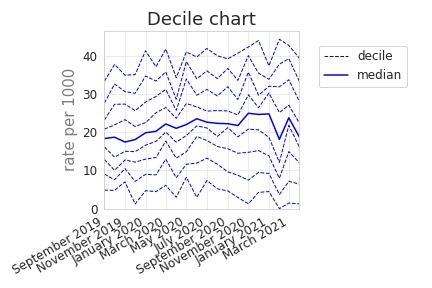 Decile chart
rate per 1000
40
30
20
10
0
September 2019
November 2019
January 2020
March 2020
May 2020
July 2020
September 2020
November 2020
January 2021
March 2021
decile
median